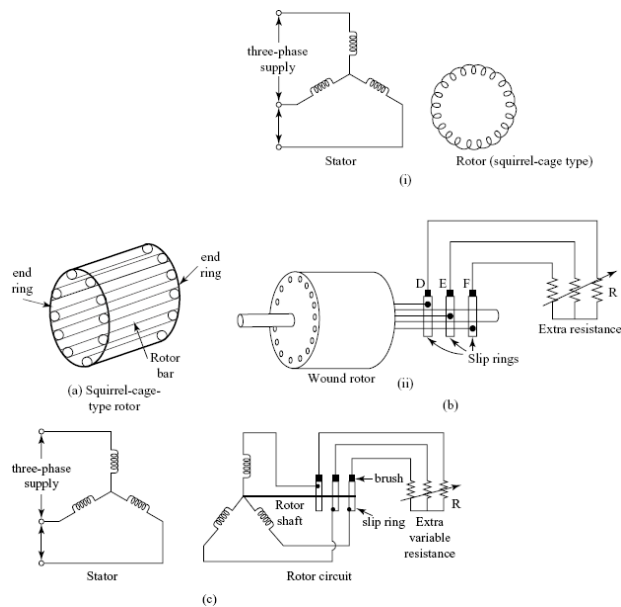 three-phase
supply
Stator
Rotor (squirrel-cage type)
(i)
end
ring
end
ring
Rotor
bar
(a) Squirrel-cage-
type rotor
D E F
R
Extra resistance
Slip rings
Wound rotor
(ii)
(b)
three-phase
supply
Stator
Rotor
shaft
brush
slip ring
R
Extra
variable
resistance
Rotor circuit
(c)